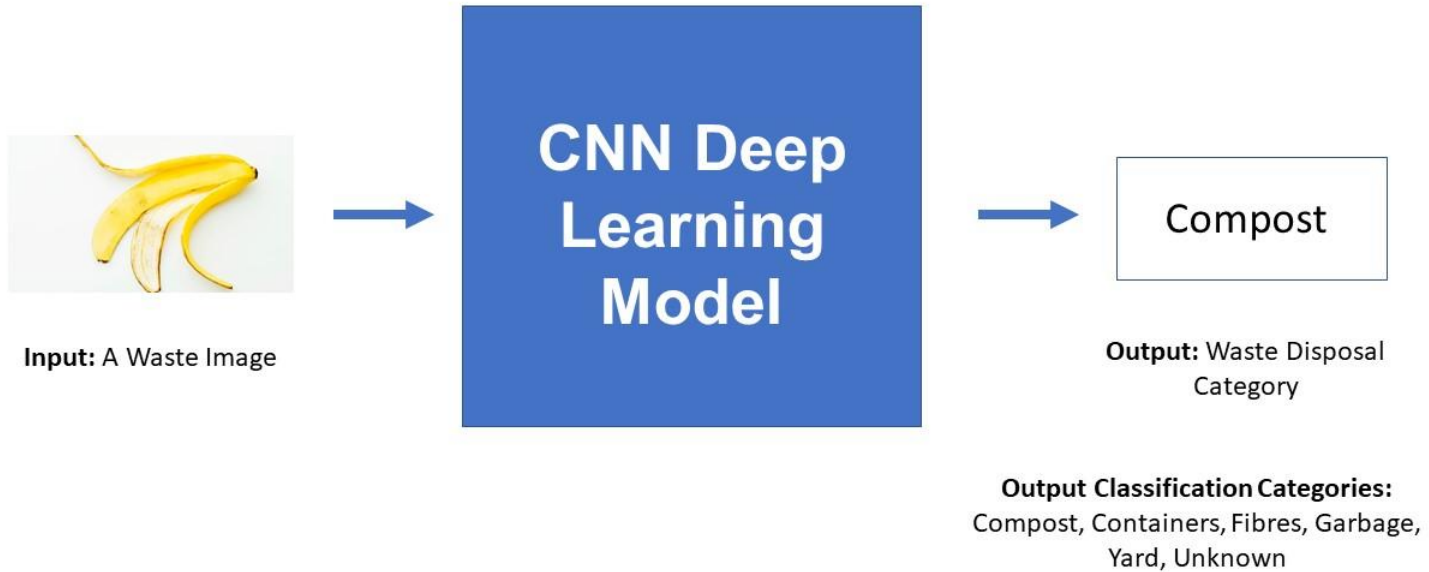 CNN Deep
Learning
Model
Compost
Input: A Waste Image
Output: Waste Disposal
Category
Output Classification Categories:
Compost, Containers, Fibres, Garbage,
Yard, Unknown